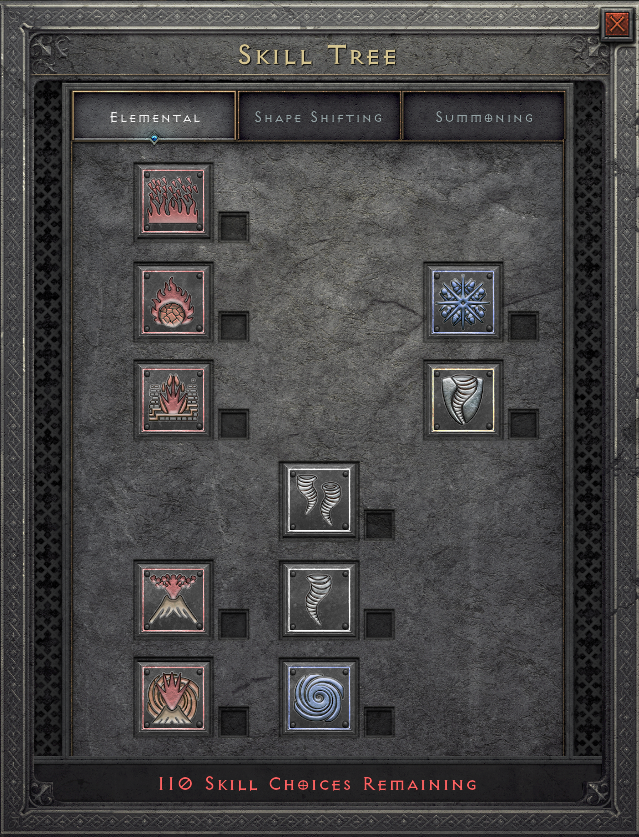 Skill Tree
Elemental Shape Shifting Summoning
110 Skill Choices Remaining